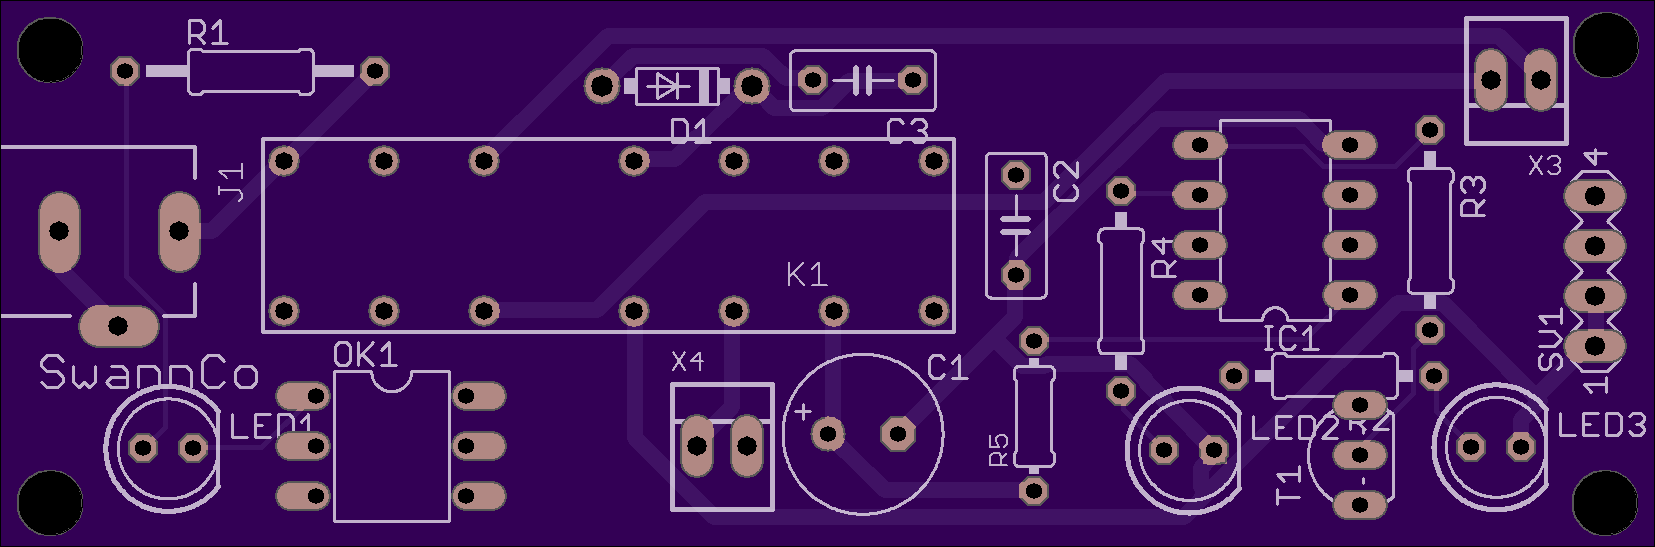 R1
D1
C3
X3
4
J1
C2
R3
R4
K1
IC1
SV1
1
SwannCo
OK1
X4
C1
+
LED1
R5
LED2
R2
T1
LED3